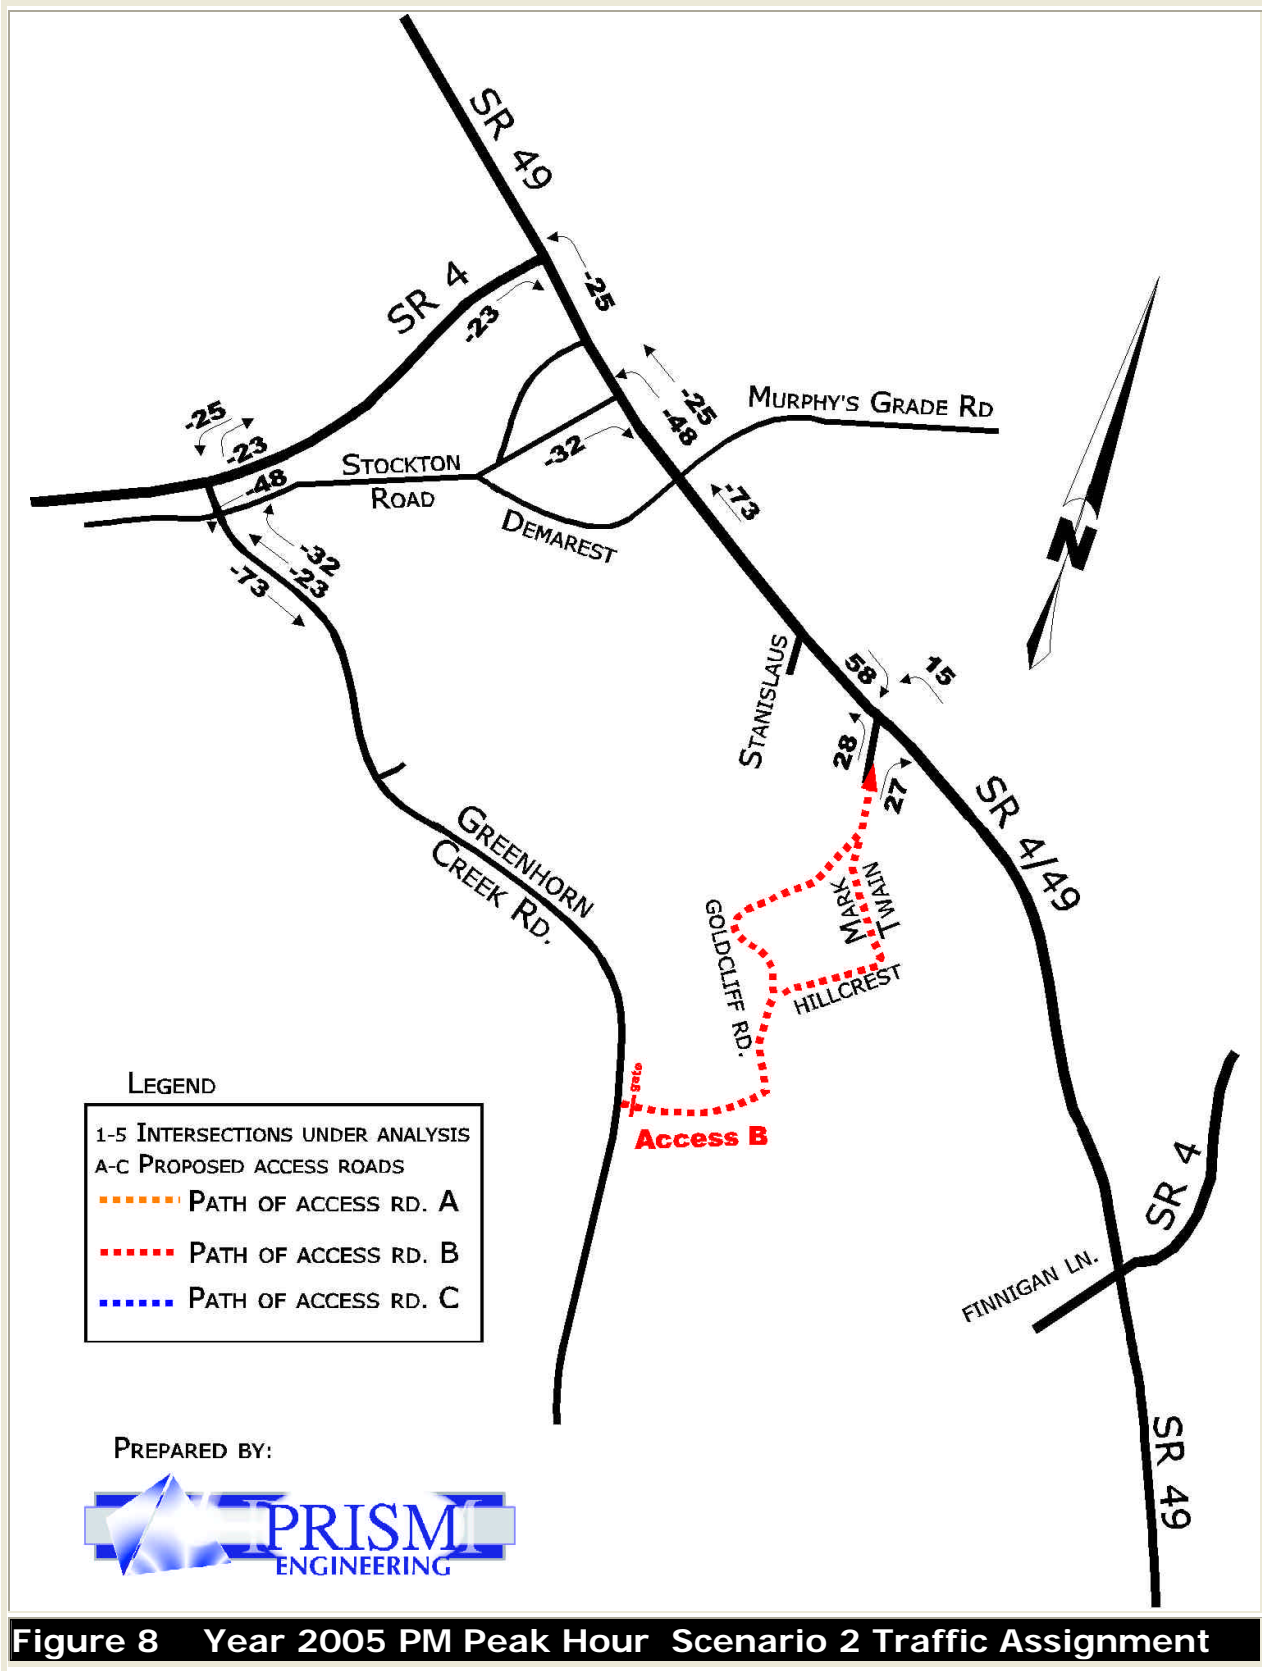 SR 49
SR 4
-25
-23
-25
-48
-32
MURPHY'S GRADE RD
-25
-23
-48
STOCKTON
ROAD
DEMAREST
-73
-32
-23
-73
N
STANISLAUS
58
15
28
27
SR 4/49
GREENHORN
CREEK RD.
MARK
TWAIN
GOLDCLIFF RD.
HILLCREST
gate
Access B
SR 4
FINNIGAN LN.
SR 49
LEGEND
1-5 INTERSECTIONS UNDER ANALYSIS
A-C PROPOSED ACCESS ROADS
PATH OF ACCESS RD. A
PATH OF ACCESS RD. B
PATH OF ACCESS RD. C
PREPARED BY:
PRISM
ENGINEERING
Figure 8 Year 2005 PM Peak Hour Scenario 2 Traffic Assignment